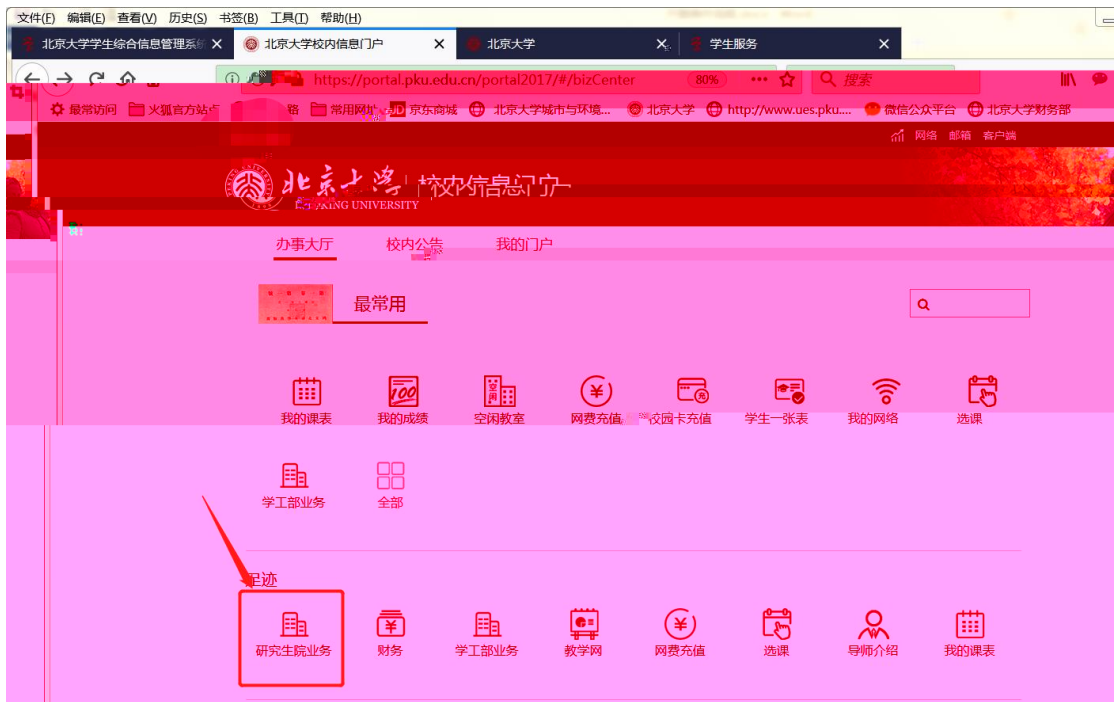 文件(F) 编辑(E) 查看(V) 历史(S) 书签(B) 工具(T) 帮助(H)
北京大学学生综合信息管理系统 北京大学校内信息门户 北京大学 学生服务
https://portal.pku.edu.cn/portal2017/#/bizCenter 80% 搜索
最常访问 火狐官方站点 常用网址 JD 京东商城 北京大学城市与环境... 北京大学 http://www.ues.pku.... 微信公众平台 北京大学财务部
网络 邮箱 客户端
北京大学 校内信息门户
PEKING UNIVERSITY
办事大厅 校内公告 我的门户
最常用
我的课表 我的成绩 空闲教室 网费充值 校园卡充值 学生一张表 我的网络 选课
学工部业务 全部
足迹
研究生院业务 财务 学工部业务 教学网 网费充值 选课 导师介绍 我的课表